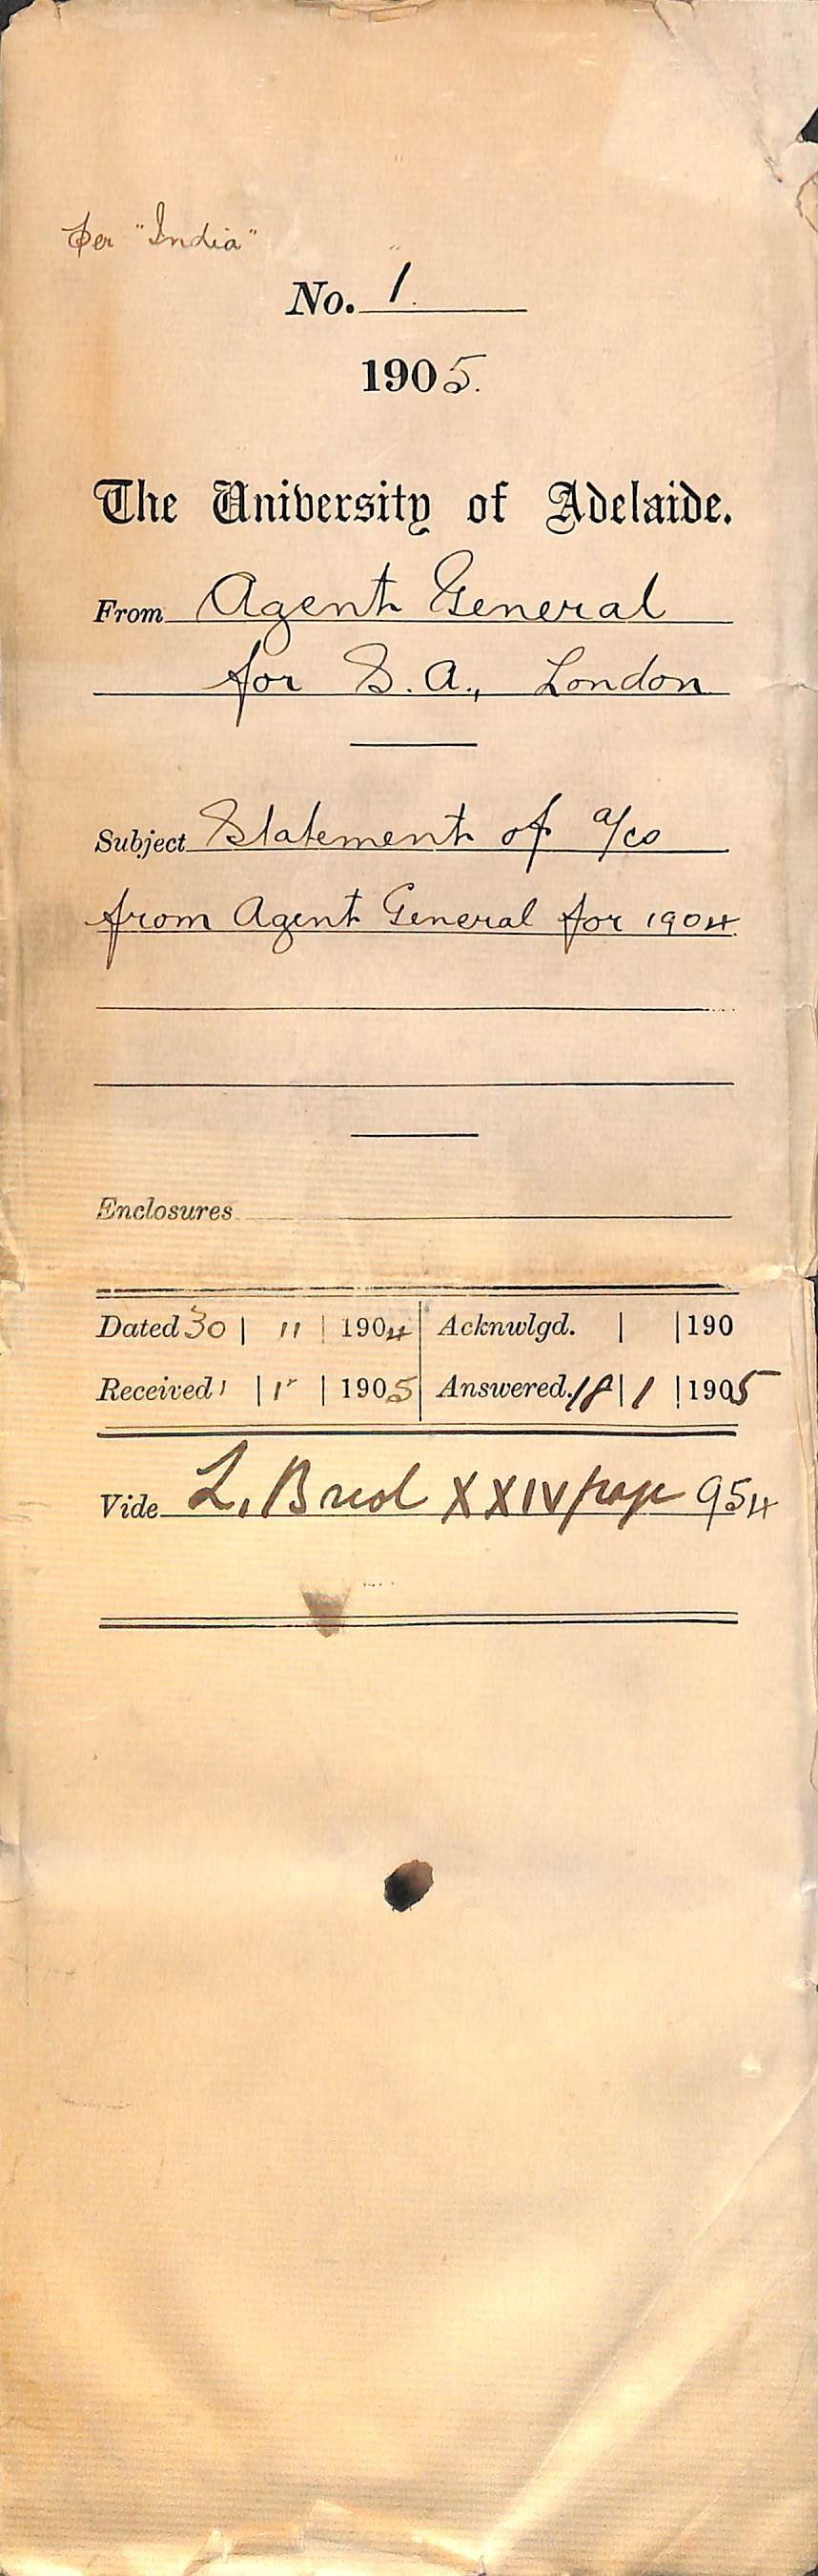 per "India"
No. 1.
1905.
The University of Adelaide.
From Agent General
for S.A., London
Subject Statement of a/cs
from Agent General for 1904.
Enclosures
Dated 30 | 11 | 1904 | Acknwlgd. | | 190
Received 1 | 1 | 1905 | Answered. 18 | 1 | 1905
Vide L. XXIV page 954